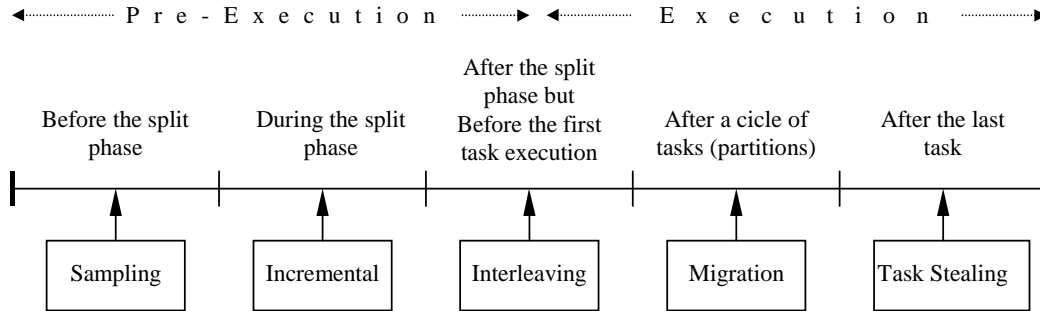 Pre-Execution Execution
Before the split
phase
During the split
phase
After the split
phase but
Before the first
task execution
After a cicle of
tasks (partitions)
After the last
task
Sampling
Incremental
Interleaving
Migration
Task Stealing